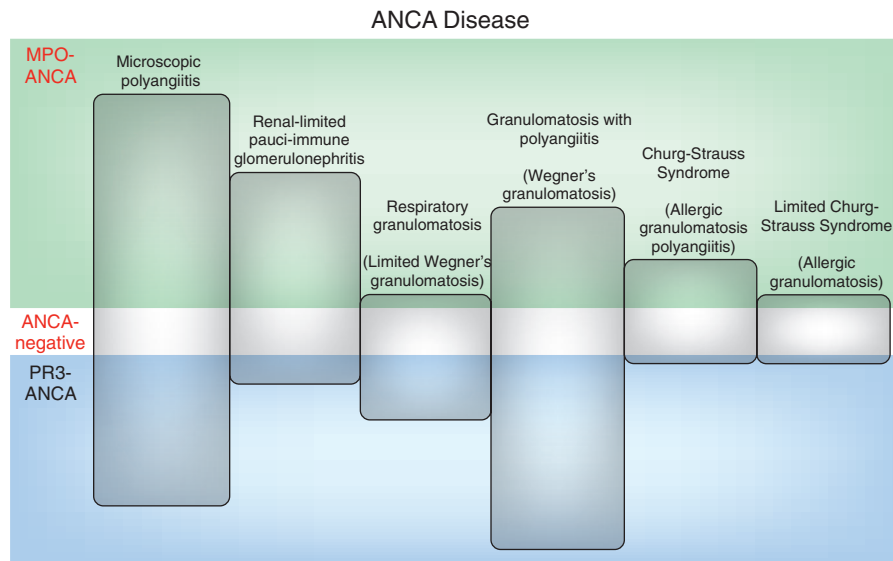 ANCA Disease
MPO-
ANCA
Microscopic
polyangiitis
Renal-limited
pauci-immune
glomerulonephritis
Respiratory
granulomatosis
(Limited Wegner's
granulomatosis)
Granulomatosis with
polyangiitis
(Wegner's
granulomatosis)
Churg-Strauss
Syndrome
(Allergic
granulomatosis
polyangiitis)
Limited Churg-
Strauss Syndrome
(Allergic
granulomatosis)
ANCA-
negative
PR3-
ANCA